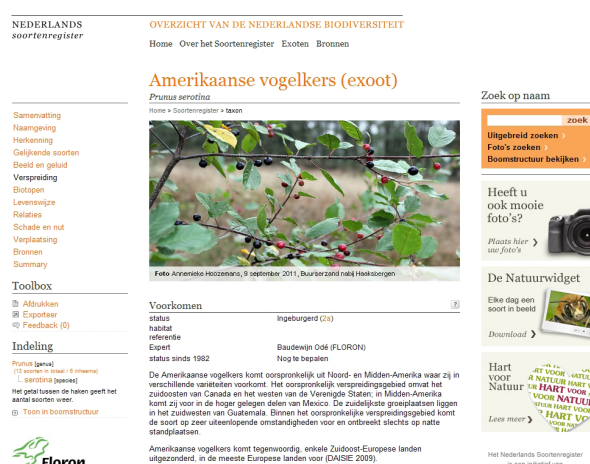 NEDERLANDS
soortenregister
OVERZICHT VAN DE NEDERLANDSE BIODIVERSITEIT
Home Over het Soortenregister Exoten Bronnen
Amerikaanse vogelkers (exoot)
Prunus serotina
Home > Soortenregister > taxon
Samenvatting
Naamgeving
Herkenning
Gelijkende soorten
Beeld en geluid
Verspreiding
Biotopen
Levenswijze
Relaties
Schade en nut
Verplaatsing
Bronnen
Summary
Toolbox
Afdrukken
Exporteer
Feedback (0)
Indeling
Prunus [genus]
(13 soorten in totaal / 6 inheems)
serotina [species]
Het getal tussen de haken geeft het
aantal soorten weer.
Toon in boomstructuur
Floron
Foto Annemieke Hoozemans, 9 september 2011, Buurserzand nabij Haaksbergen
Voorkomen
?
status Ingeburgerd (2a)
habitat
referentie
Expert Baudewijn Odé (FLORON)
status sinds 1982 Nog te bepalen
De Amerikaanse vogelkers komt oorspronkelijk uit Noord- en Midden-Amerika waar zij in
verschillende variëteiten voorkomt. Het oorspronkelijke verspreidingsgebied omvat het
zuidoosten van Canada en het westen van de Verenigde Staten; in Midden-Amerika
komt zij voor in de hoger gelegen delen van Mexico. De zuidelijkste groeiplaatsen liggen
in het zuidwesten van Guatemala. Binnen het oorspronkelijke verspreidingsgebied komt
de soort op zeer uiteenlopende omstandigheden voor en ontbreekt slechts op natte
standplaatsen.
Amerikaanse vogelkers komt tegenwoordig, enkele Zuidoost-Europese landen
uitgezonderd, in de meeste Europese landen voor (DAISIE 2009).
Zoek op naam
zoek
Uitgebreid zoeken
Foto's zoeken
Boomstructuur bekijken
Heeft u
ook mooie
foto's?
Plaats hier
uw foto's
De Natuurwidget
Elke dag een
soort in beeld
Download
Hart
voor
Natuur
Lees meer
Het Nederlands Soortenregister